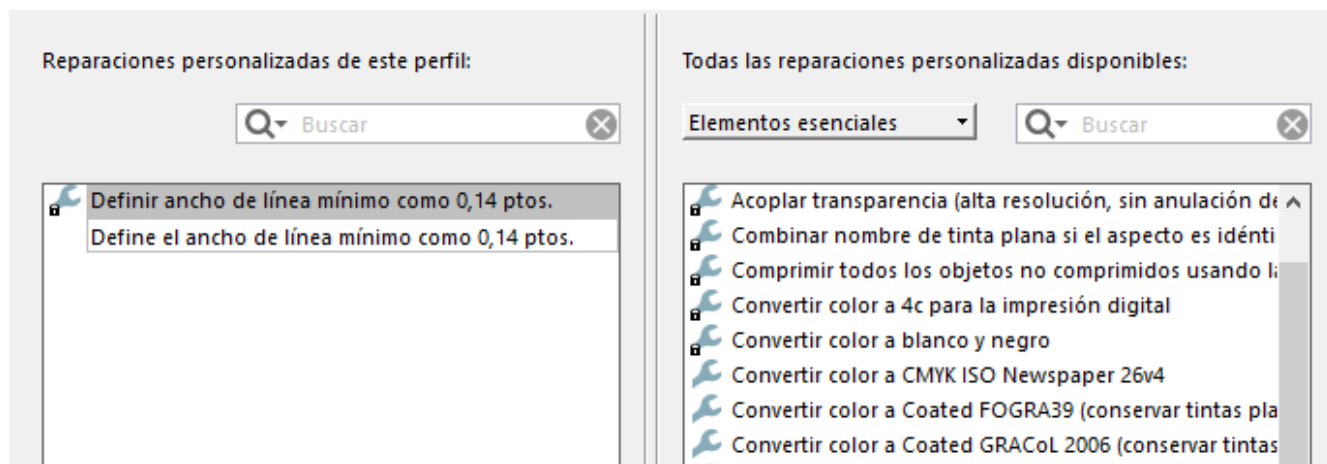 Reparaciones personalizadas de este perfil:
Buscar
Definir ancho de línea mínimo como 0,14 ptos.
Define el ancho de línea mínimo como 0,14 ptos.
Todas las reparaciones personalizadas disponibles:
Elementos esenciales
Buscar
Acoplar transparencia (alta resolución, sin anulación de
Combinar nombre de tinta plana si el aspecto es idénti
Comprimir todos los objetos no comprimidos usando la
Convertir color a 4c para la impresión digital
Convertir color a blanco y negro
Convertir color a CMYK ISO Newspaper 26v4
Convertir color a Coated FOGRA39 (conservar tintas pla
Convertir color a Coated GRACoL 2006 (conservar tintas